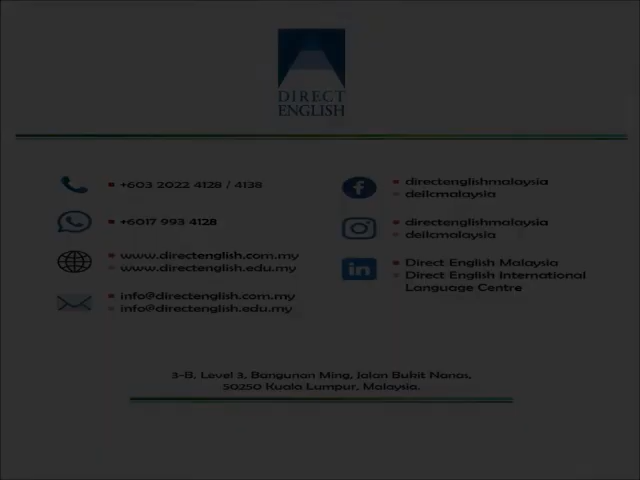 DIRECT
ENGLISH
+603 2022 4128 / 4138
+6017 993 4128
www.directenglish.com.my
www.directenglish.edu.my
info@directenglish.com.my
info@directenglish.edu.my
directenglishmalaysia
deilcmalaysia
directenglishmalaysia
deilcmalaysia
Direct English Malaysia
Direct English International
Language Centre
3-B, Level 3, Bangunan Ming, Jalan Bukit Nanas,
50250 Kuala Lumpur, Malaysia.